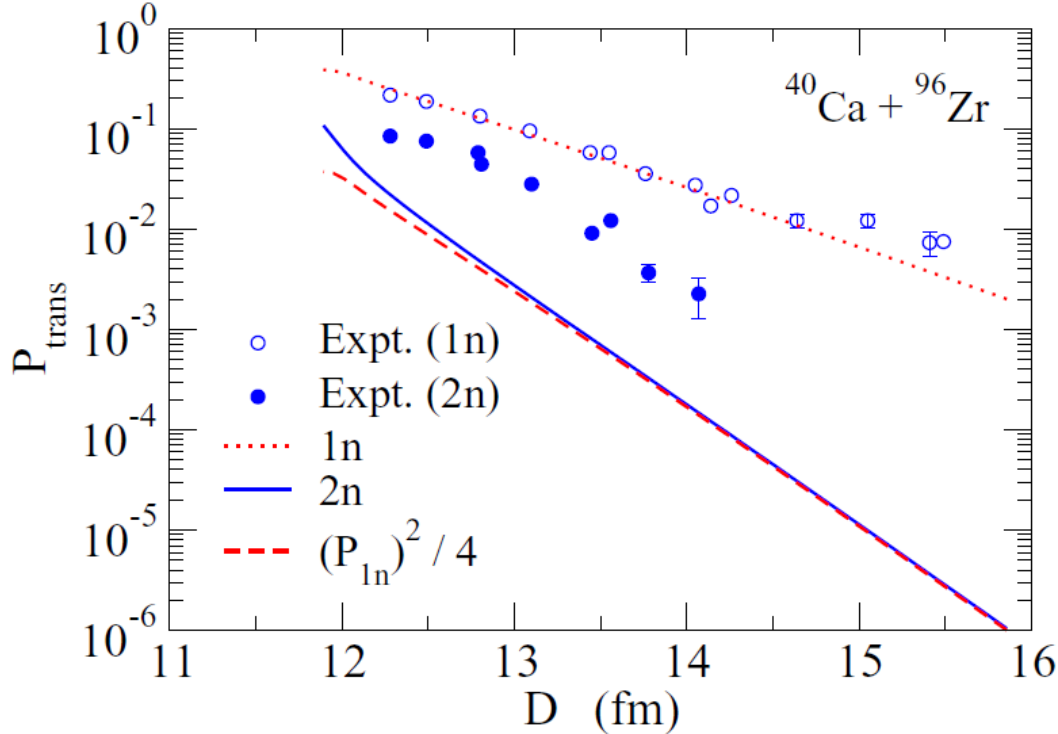 10^0
10^-1
10^-2
10^-3
10^-4
10^-5
10^-6
P_trans
^40Ca + ^96Zr
Expt. (1n)
Expt. (2n)
1n
2n
(P_1n)^2 / 4
11 12 13 14 15 16
D (fm)